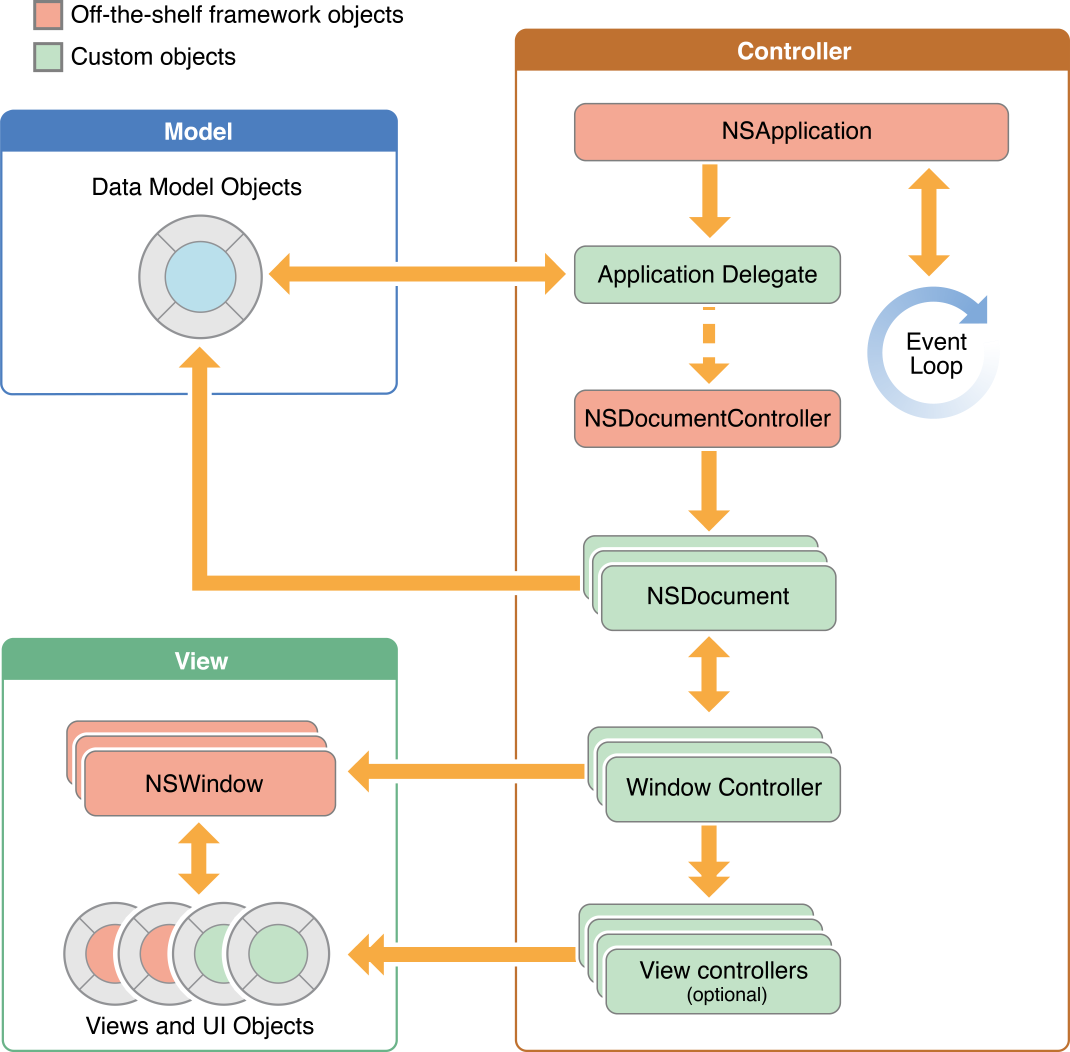 Off-the-shelf framework objects
Custom objects
Model
Data Model Objects
Controller
NSApplication
Application Delegate
Event
Loop
NSDocumentController
NSDocument
View
NSWindow
Window Controller
Views and UI Objects
View controllers
(optional)